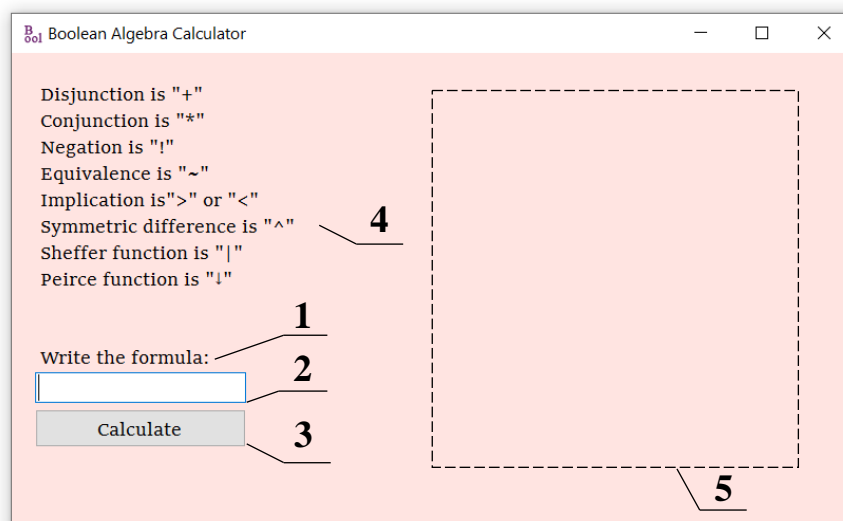 Bool Boolean Algebra Calculator
Disjunction is "+"
Conjunction is "*"
Negation is "!"
Equivalence is "~"
Implication is">" or "<"
Symmetric difference is "^"
4
Sheffer function is "|"
Peirce function is "↓"
1
Write the formula:
2
Calculate
3
5